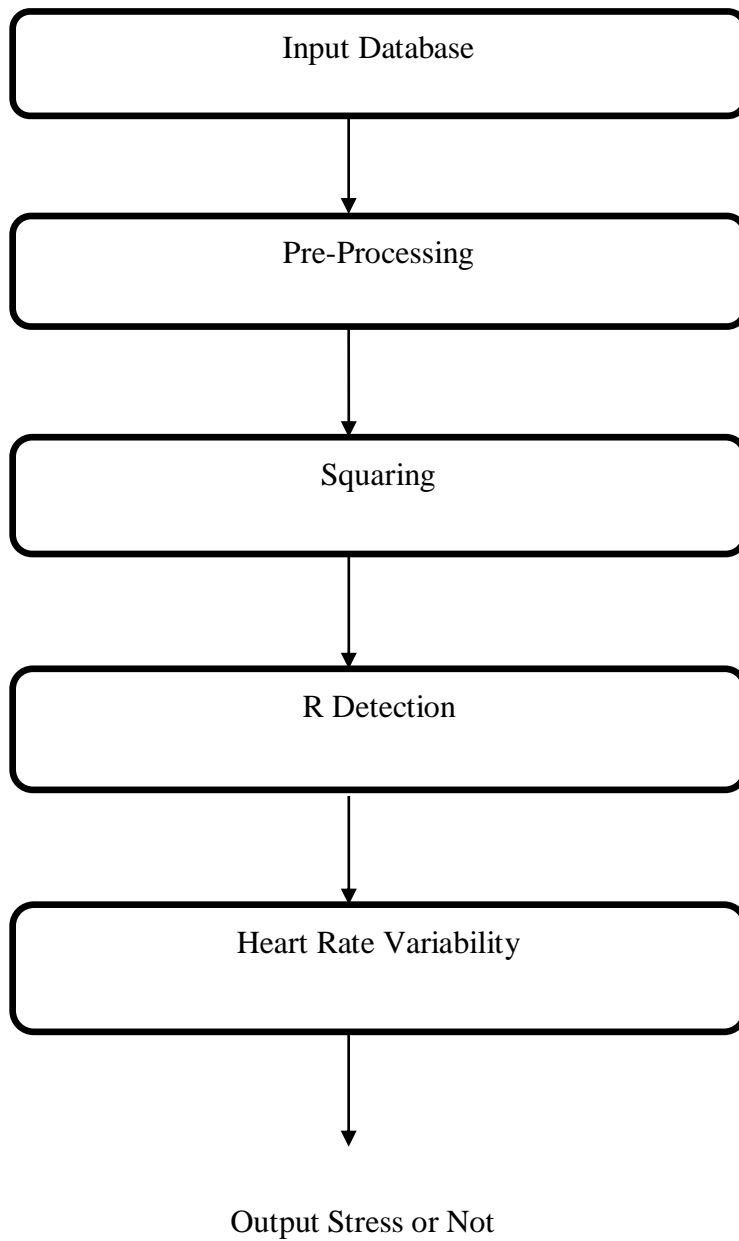 Input Database
Pre-Processing
Squaring
R Detection
Heart Rate Variability
Output Stress or Not